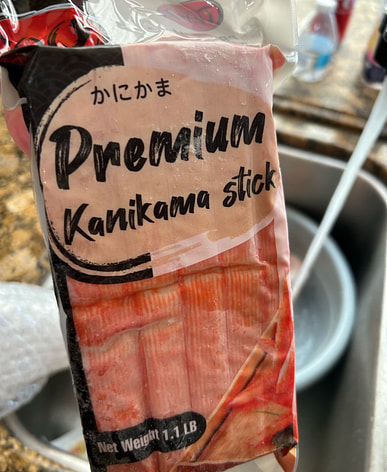 かにかま
Premium
Kanikama stick
Net Weight 1.1 LB